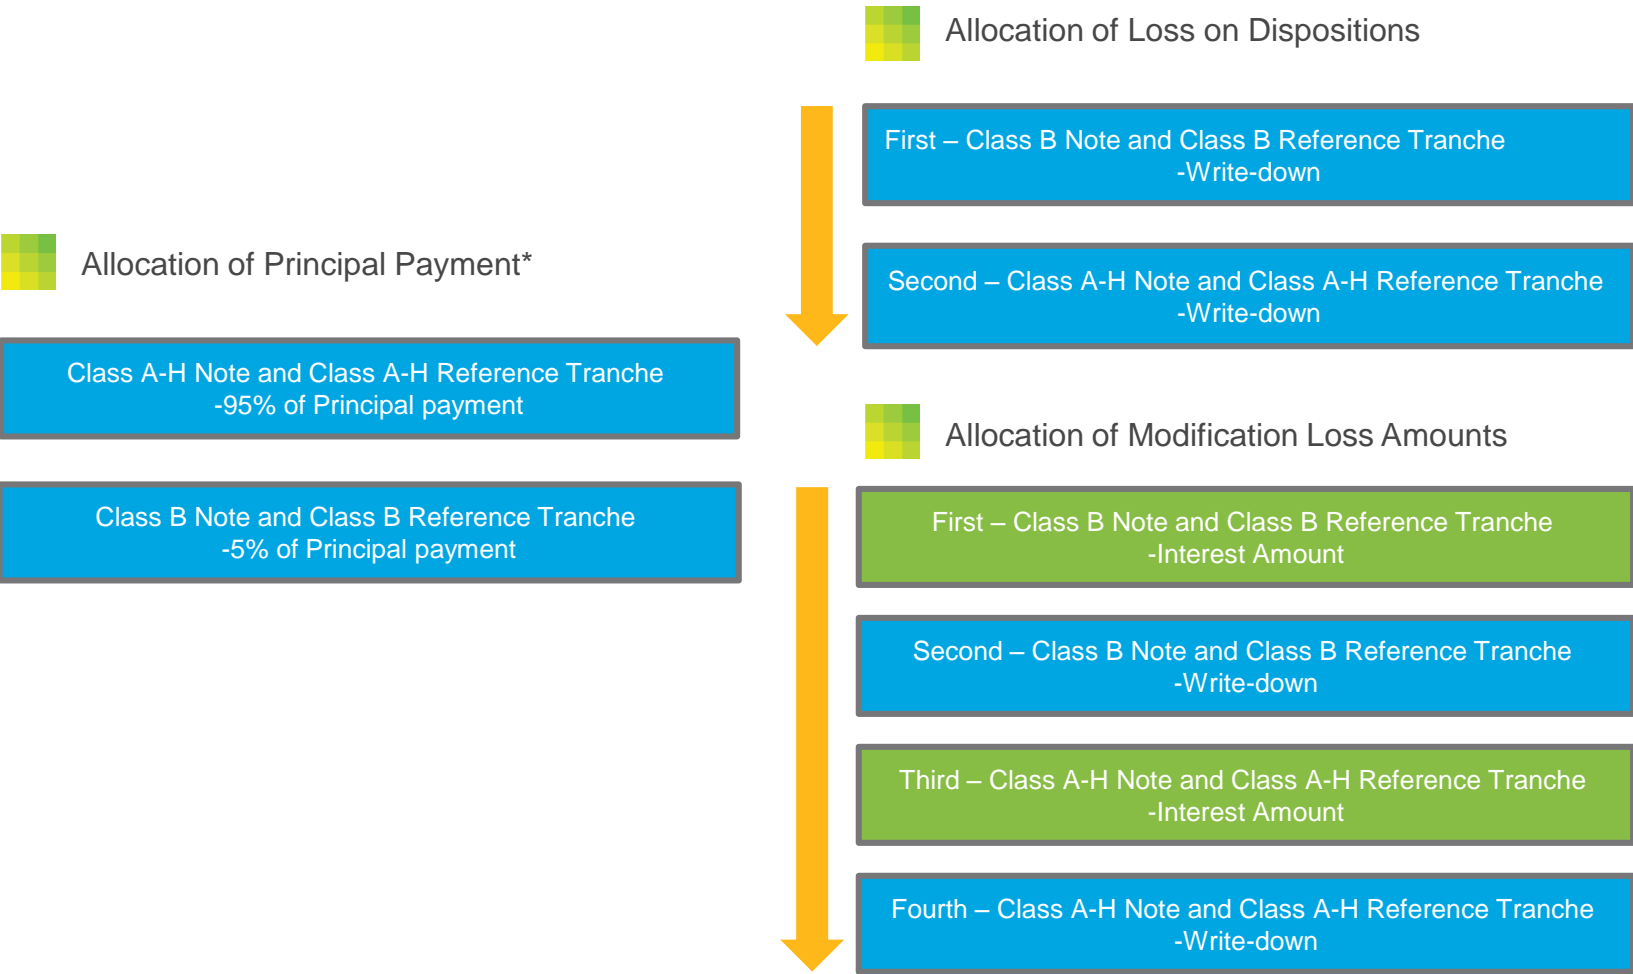 Allocation of Principal Payment*
Class A-H Note and Class A-H Reference Tranche
-95% of Principal payment
Class B Note and Class B Reference Tranche
-5% of Principal payment
Allocation of Loss on Dispositions
First – Class B Note and Class B Reference Tranche
-Write-down
Second – Class A-H Note and Class A-H Reference Tranche
-Write-down
Allocation of Modification Loss Amounts
First – Class B Note and Class B Reference Tranche
-Interest Amount
Second – Class B Note and Class B Reference Tranche
-Write-down
Third – Class A-H Note and Class A-H Reference Tranche
-Interest Amount
Fourth – Class A-H Note and Class A-H Reference Tranche
-Write-down